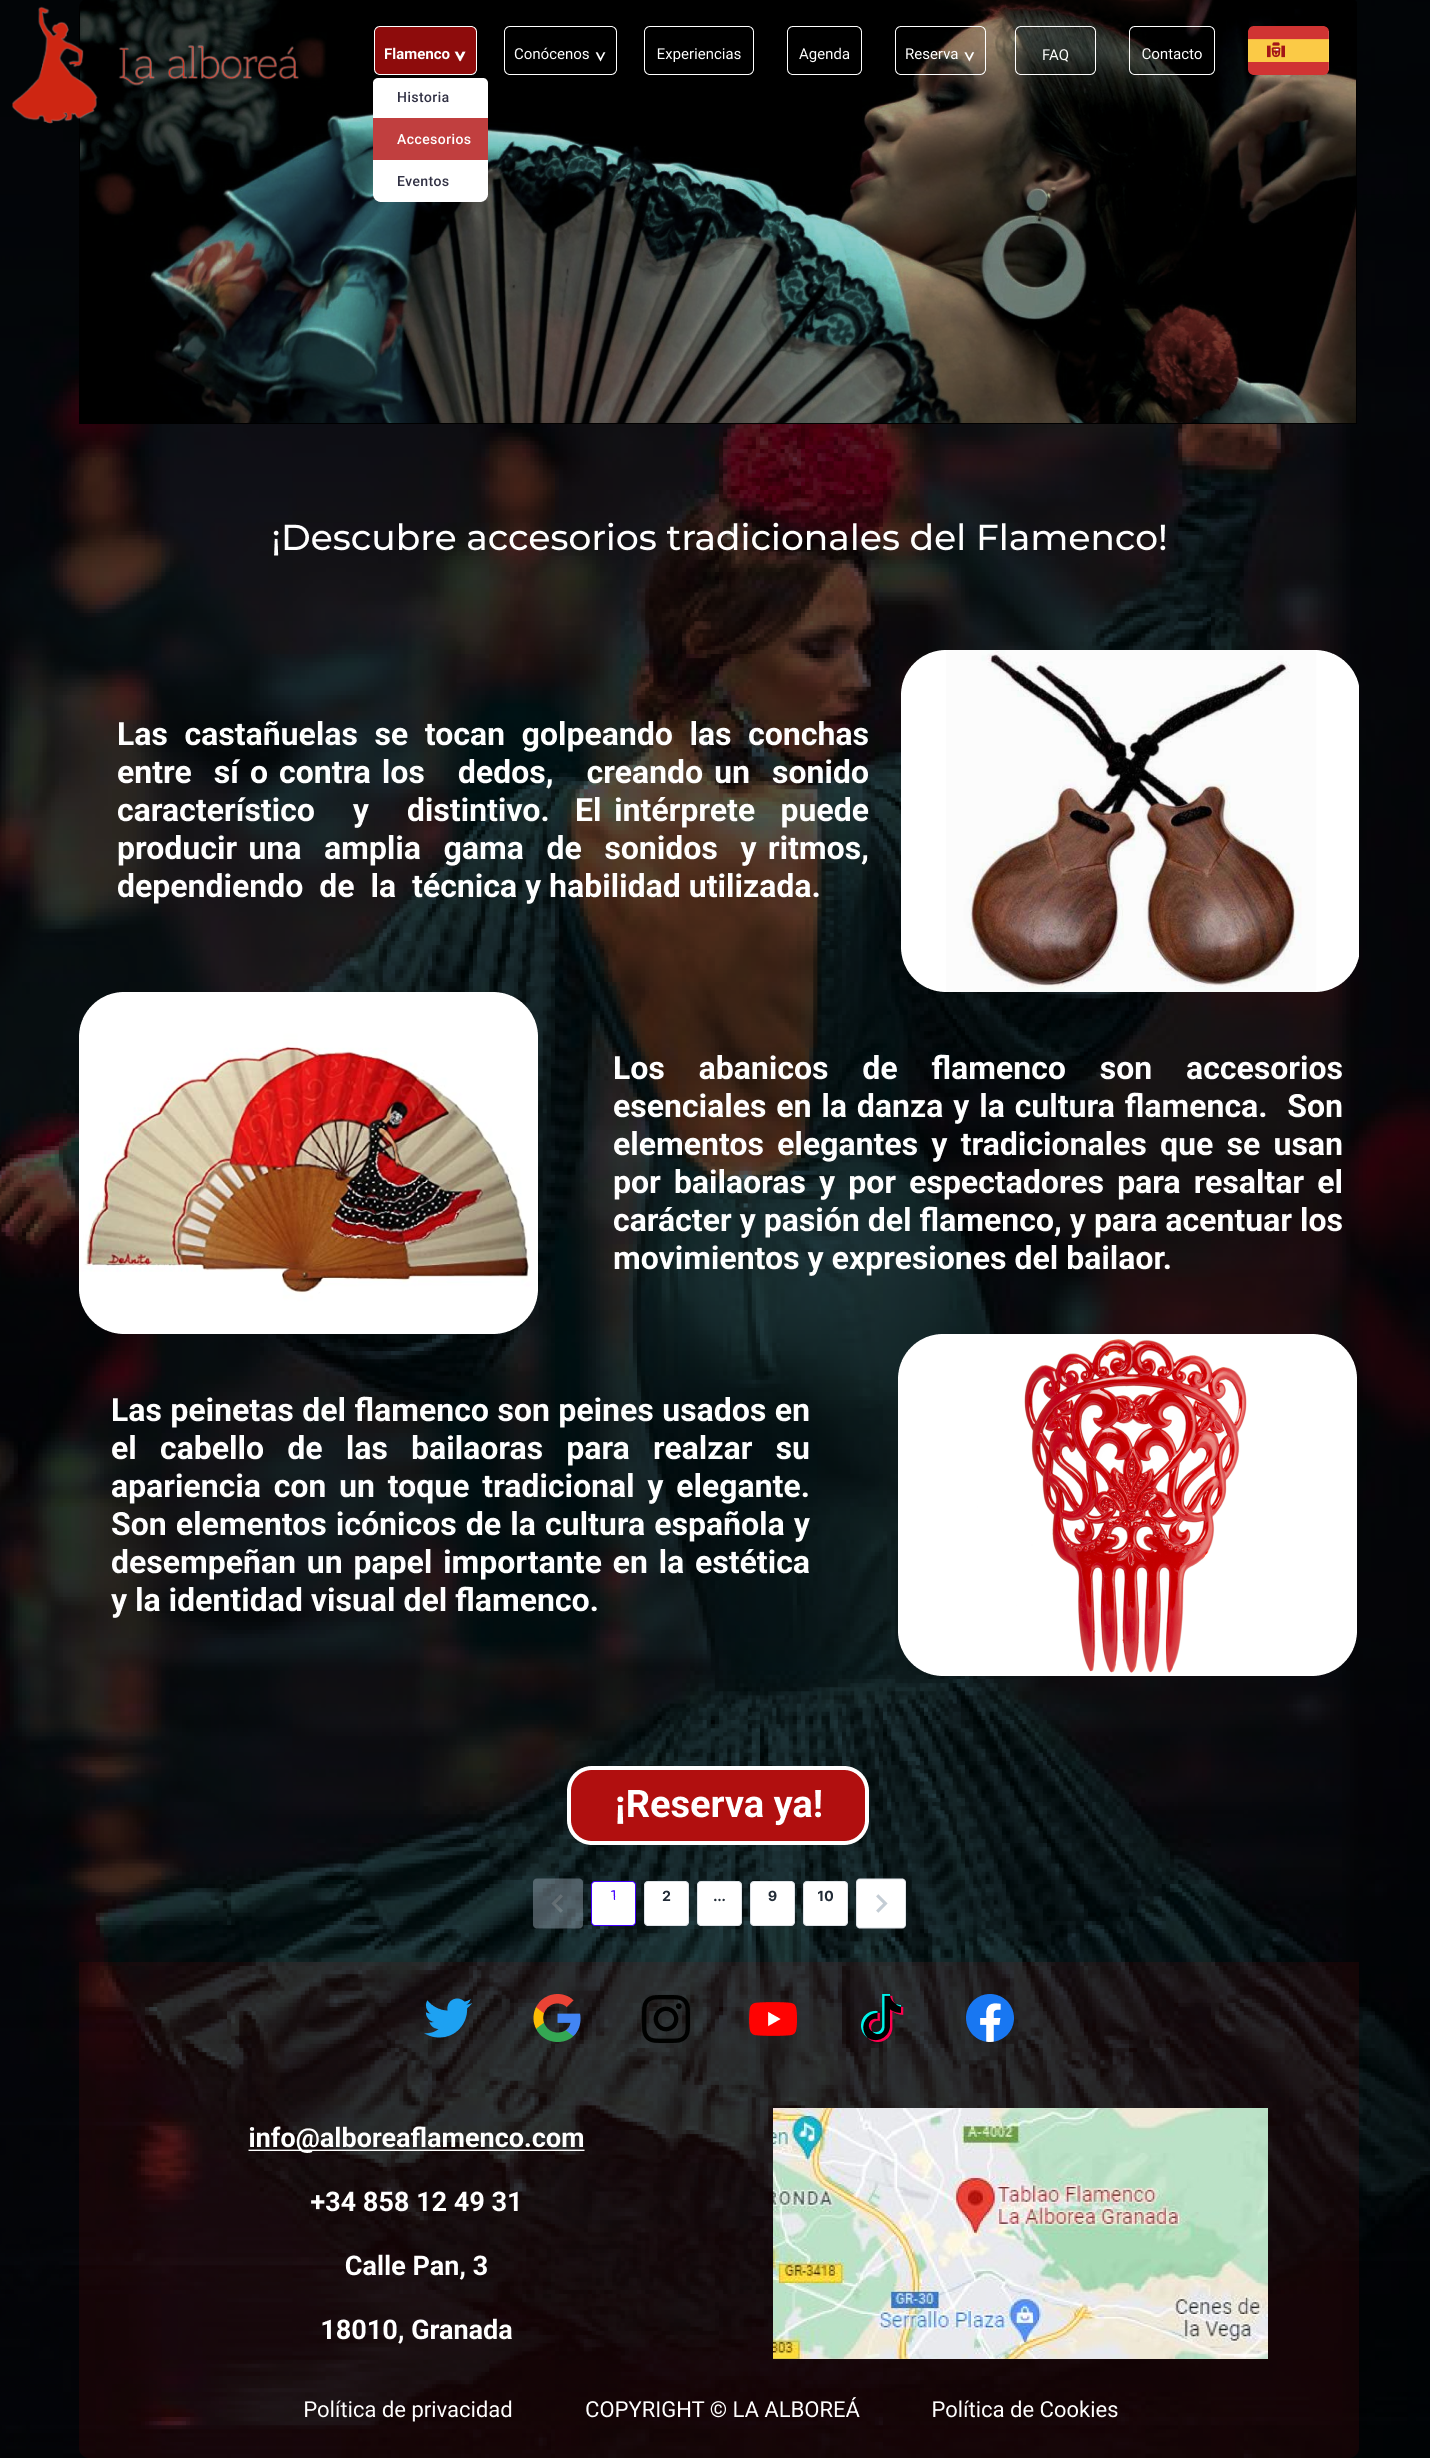 La alboreá
Flamenco
Conócenos
Experiencias
Agenda
Reserva
FAQ
Contacto
Historia
Accesorios
Eventos
¡Descubre accesorios tradicionales del Flamenco!
Las castañuelas se tocan golpeando las conchas
entre sí o contra los dedos, creando un sonido
característico y distintivo. El intérprete puede
producir una amplia gama de sonidos y ritmos,
dependiendo de la técnica y habilidad utilizada.
DeArte
Los abanicos de flamenco son accesorios
esenciales en la danza y la cultura flamenca. Son
elementos elegantes y tradicionales que se usan
por bailaoras y por espectadores para resaltar el
carácter y pasión del flamenco, y para acentuar los
movimientos y expresiones del bailaor.
Las peinetas del flamenco son peines usados en
el cabello de las bailaoras para realzar su
apariencia con un toque tradicional y elegante.
Son elementos icónicos de la cultura española y
desempeñan un papel importante en la estética
y la identidad visual del flamenco.
¡Reserva ya!
1 2 ... 9 10
info@alboreaflamenco.com
+34 858 12 49 31
Calle Pan, 3
18010, Granada
en
A-4002
RONDA
Tablao Flamenco
La Alborea Granada
GR-3418
GR-30
Serrallo Plaza
Cenes de
la Vega
303
Política de privacidad
COPYRIGHT © LA ALBOREÁ
Política de Cookies